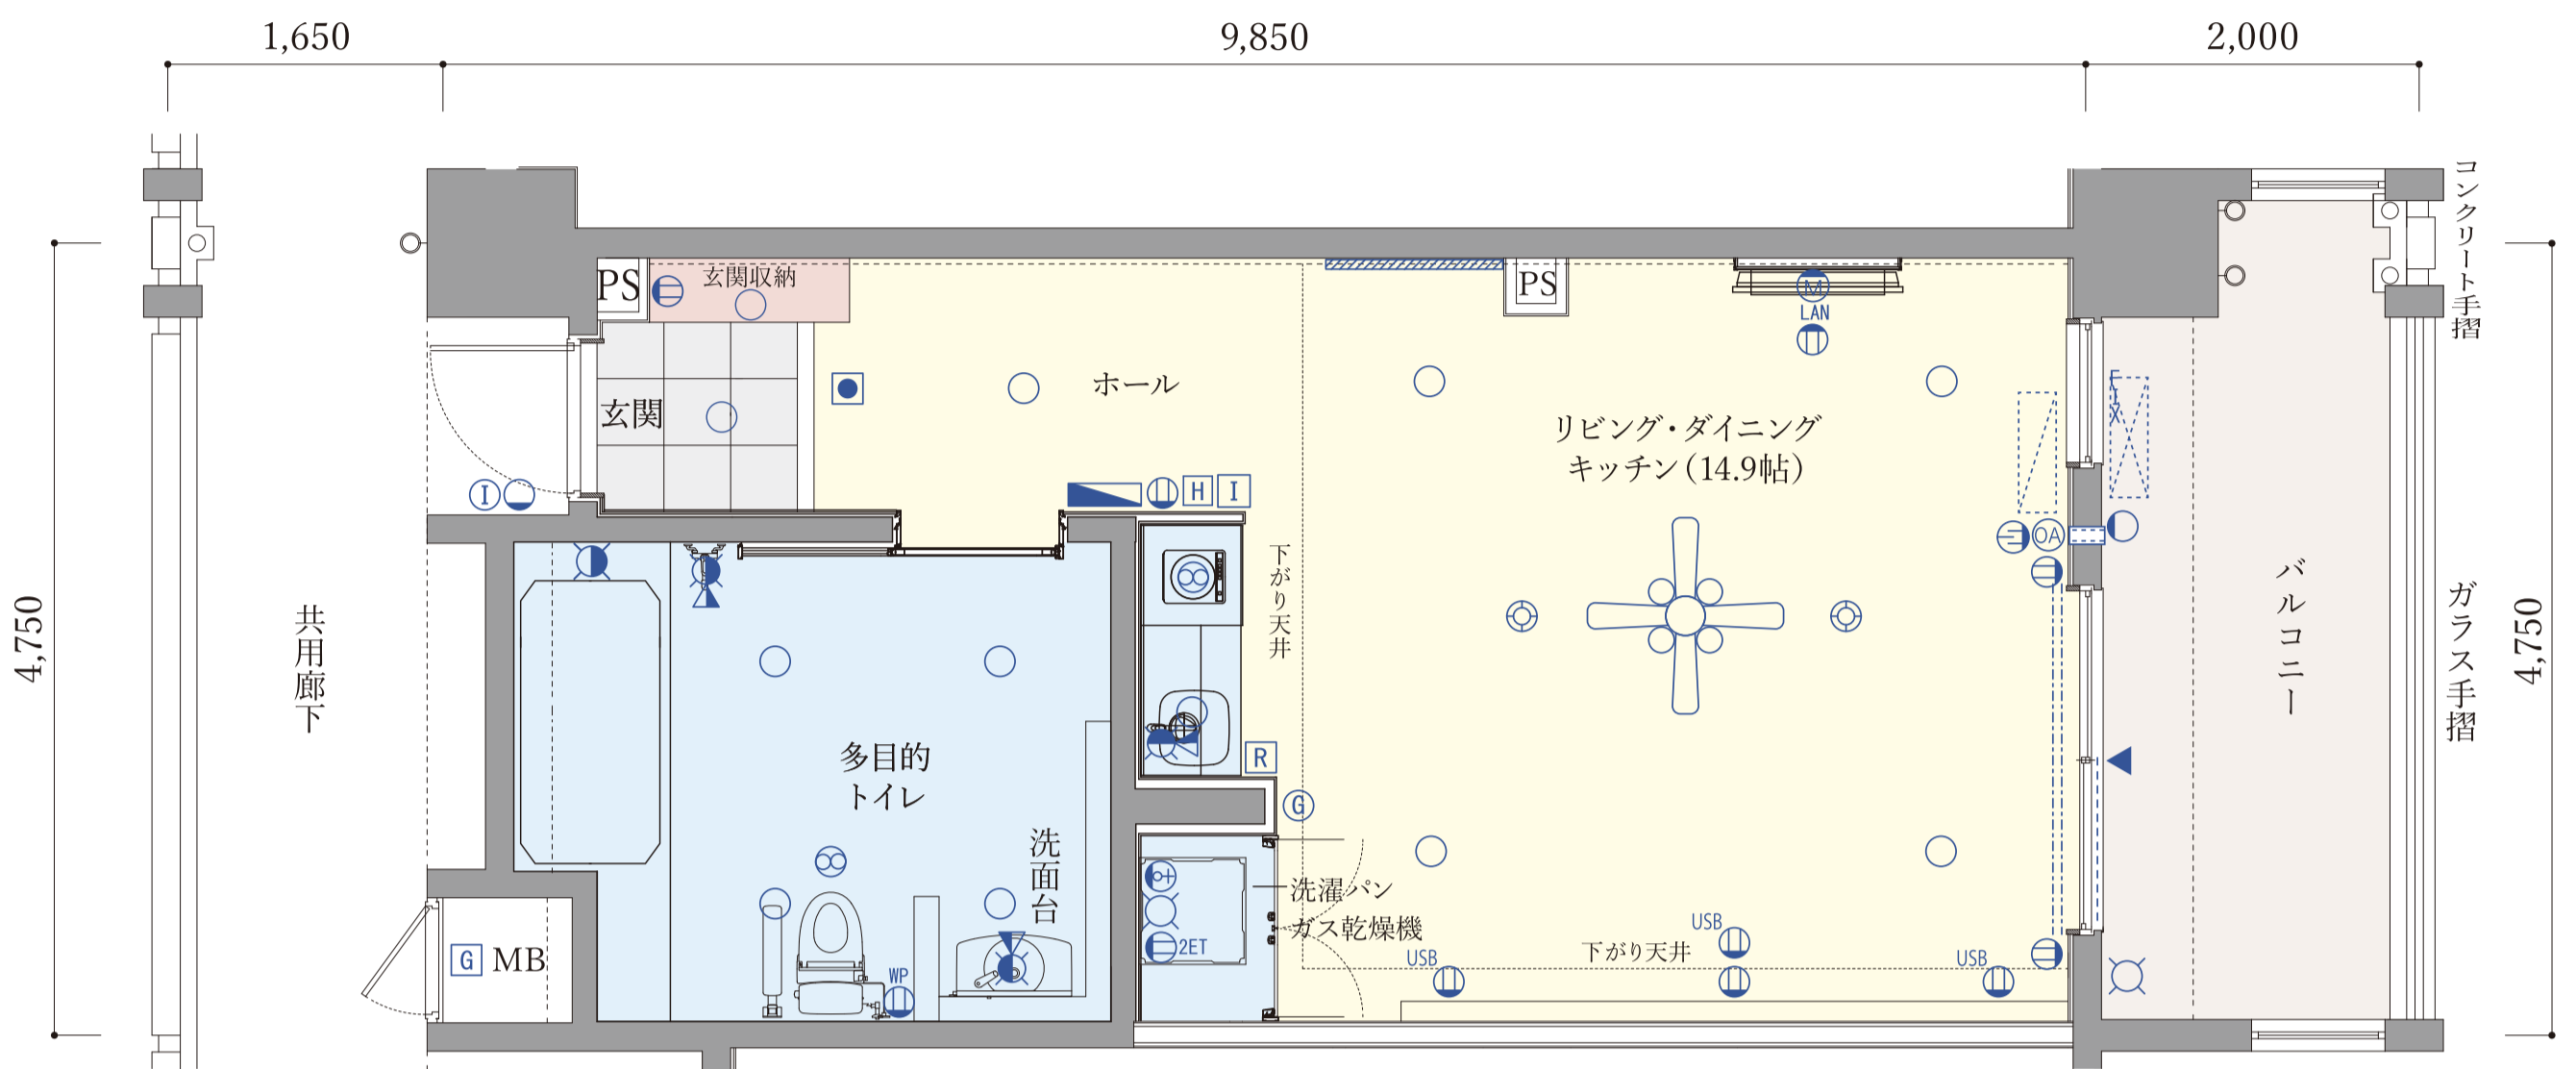 1,650
9,850
2,000
コンクリート手摺
PS
玄関収納
PS
M
LAN
玄関
ホール
リビング・ダイニング
キッチン（14.9帖）
FIX
I
H
I
OA
下がり天井
4,750
共用廊下
バルコニー
ガラス手摺
4,750
多目的
トイレ
R
G
洗面台
洗濯パン
ガス乾燥機
2ET
USB
USB
下がり天井
USB
G
MB
WP